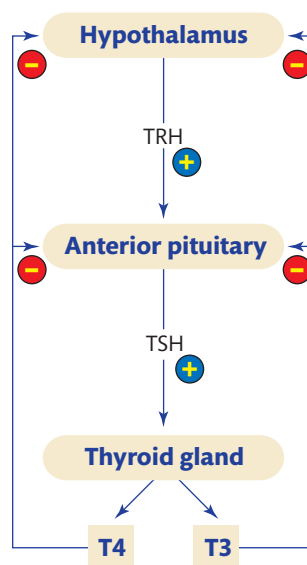 Hypothalamus
−
−
TRH
+
Anterior pituitary
−
−
TSH
+
Thyroid gland
T4
T3